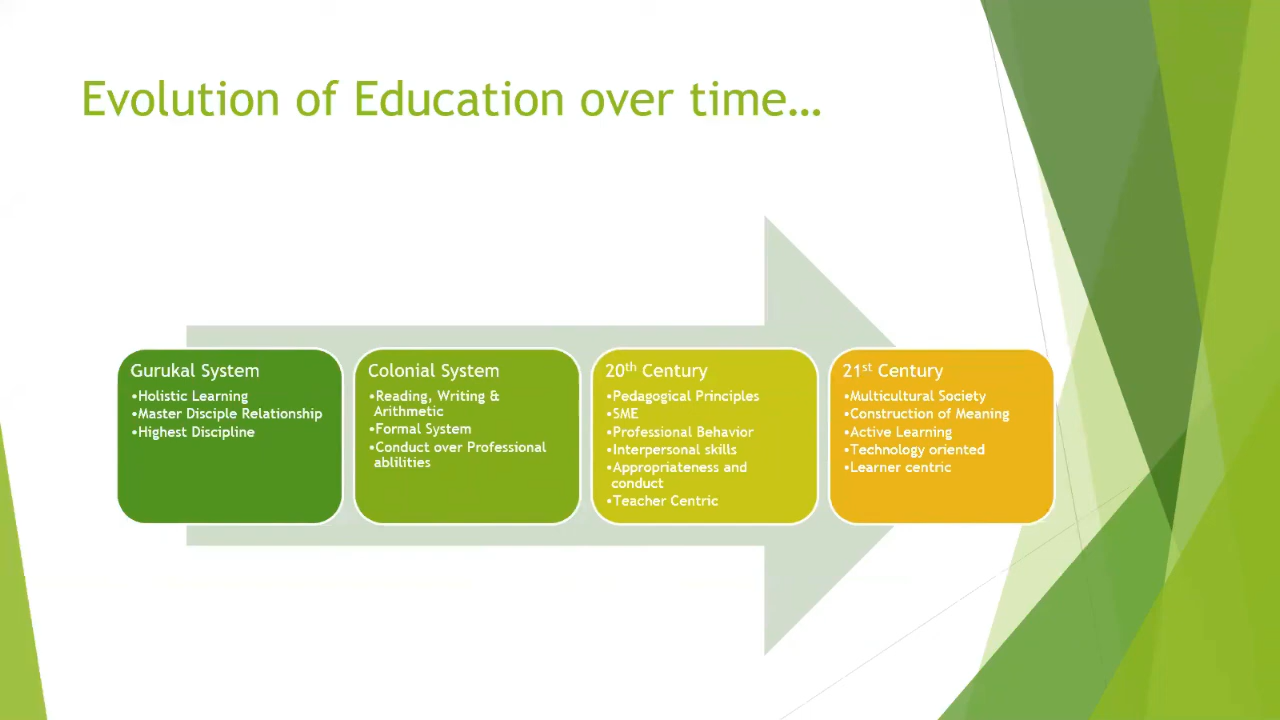 Evolution of Education over time…
Gurukal System
•Holistic Learning
•Master Disciple Relationship
•Highest Discipline
Colonial System
•Reading, Writing &
Arithmetic
•Formal System
•Conduct over Professional
ablilities
20th Century
•Pedagogical Principles
•SME
•Professional Behavior
•Interpersonal skills
•Appropriateness and
conduct
•Teacher Centric
21st Century
•Multicultural Society
•Construction of Meaning
•Active Learning
•Technology oriented
•Learner centric